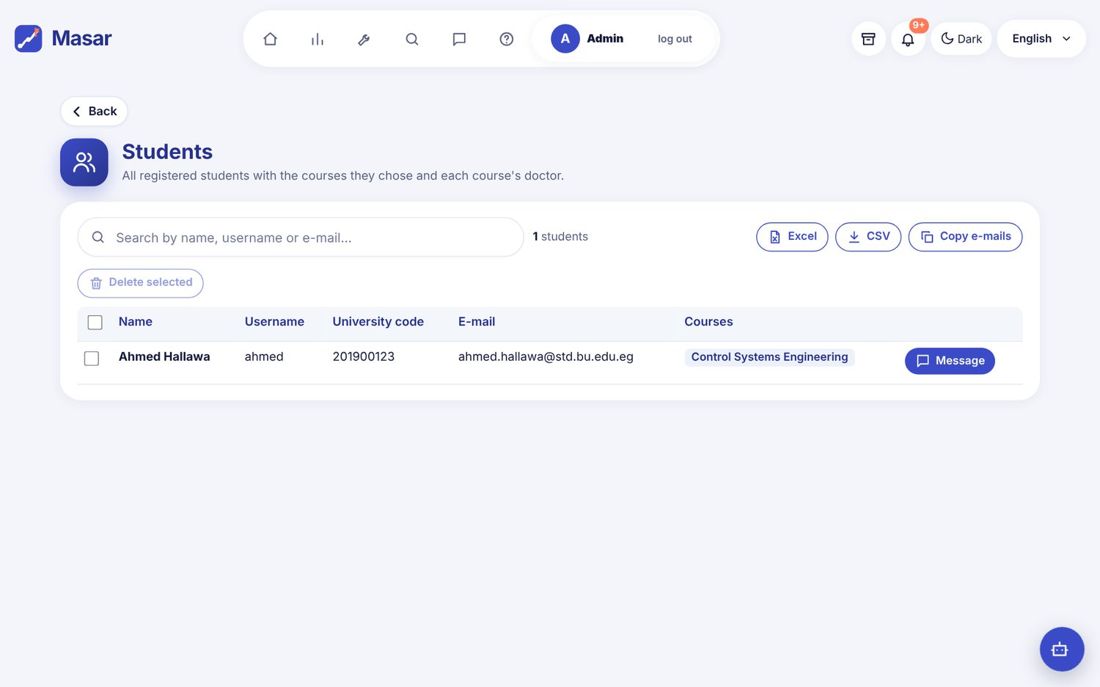 Masar
A Admin log out
9+
Dark
English
Back
Students
All registered students with the courses they chose and each course's doctor.
Search by name, username or e-mail...
1 students
Excel
CSV
Copy e-mails
Delete selected
Name Username University code E-mail Courses
Ahmed Hallawa ahmed 201900123 ahmed.hallawa@std.bu.edu.eg Control Systems Engineering Message